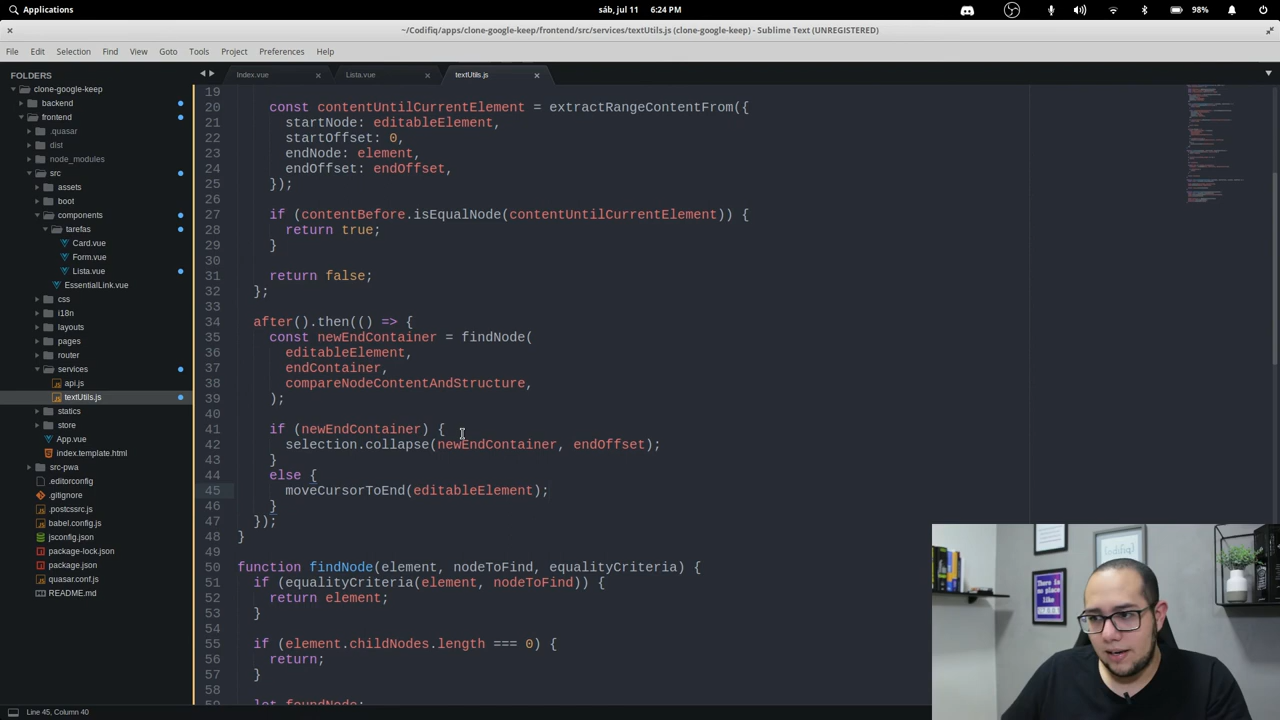 Applications
sáb, jul 11 6:24 PM
98%
~/Codifiq/apps/clone-google-keep/frontend/src/services/textUtils.js (clone-google-keep) - Sublime Text (UNREGISTERED)
File Edit Selection Find View Goto Tools Project Preferences Help
FOLDERS
clone-google-keep
backend
frontend
.quasar
dist
node_modules
src
assets
boot
components
tarefas
Card.vue
Form.vue
Lista.vue
EssentialLink.vue
css
i18n
layouts
pages
router
services
api.js
textUtils.js
statics
store
App.vue
index.template.html
src-pwa
.editorconfig
.gitignore
.postcssrc.js
babel.config.js
jsconfig.json
package-lock.json
package.json
quasar.conf.js
README.md
Index.vue Lista.vue textUtils.js
19
20 const contentUntilCurrentElement = extractRangeContentFrom({
21 startNode: editableElement,
22 startOffset: 0,
23 endNode: element,
24 endOffset: endOffset,
25 });
26
27 if (contentBefore.isEqualNode(contentUntilCurrentElement)) {
28 return true;
29 }
30
31 return false;
32 };
33
34 after().then(() => {
35 const newEndContainer = findNode(
36 editableElement,
37 endContainer,
38 compareNodeContentAndStructure,
39 );
40
41 if (newEndContainer) {
42 selection.collapse(newEndContainer, endOffset);
43 }
44 else {
45 moveCursorToEnd(editableElement);
46 }
47 });
48 }
49
50 function findNode(element, nodeToFind, equalityCriteria) {
51 if (equalityCriteria(element, nodeToFind)) {
52 return element;
53 }
54
55 if (element.childNodes.length === 0) {
56 return;
57 }
58
59 let foundNode;
Line 45, Column 40
There is
no place
like